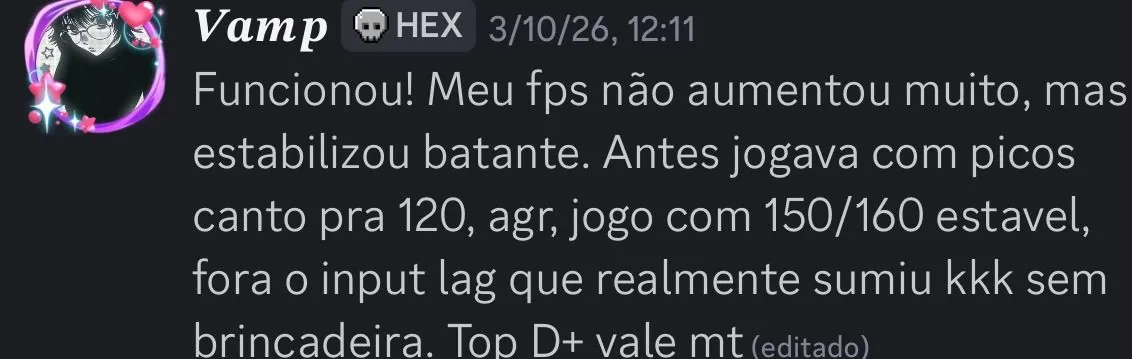 Vamp HEX 3/10/26, 12:11
Funcionou! Meu fps não aumentou muito, mas
estabilizou batante. Antes jogava com picos
canto pra 120, agr, jogo com 150/160 estavel,
fora o input lag que realmente sumiu kkk sem
brincadeira. Top D+ vale mt (editado)